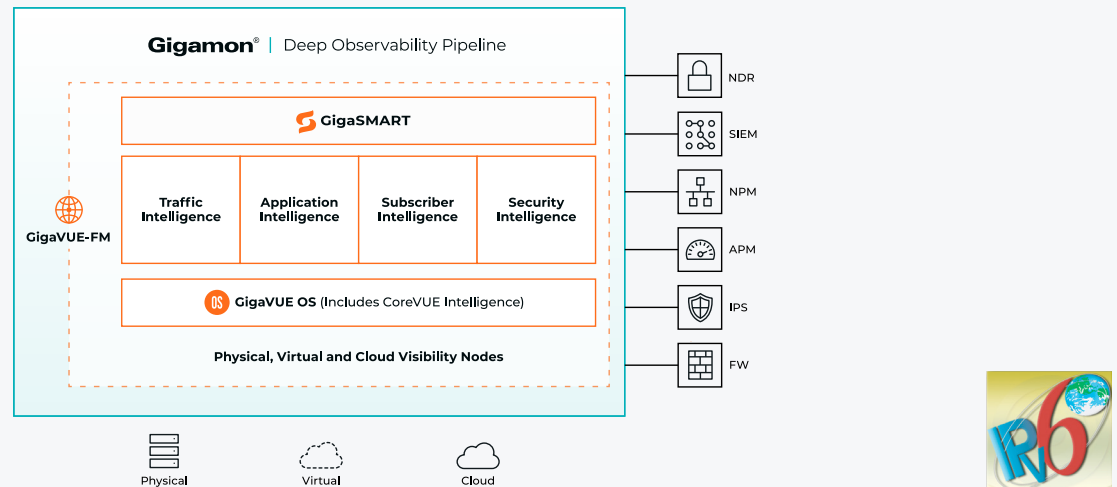 Gigamon® | Deep Observability Pipeline
GigaSMART
Traffic
Intelligence
Application
Intelligence
Subscriber
Intelligence
Security
Intelligence
GigaVUE-FM
OS GigaVUE OS (Includes CoreVUE Intelligence)
Physical, Virtual and Cloud Visibility Nodes
NDR
SIEM
NPM
APM
IPS
FW
Physical
Virtual
Cloud
IPv6